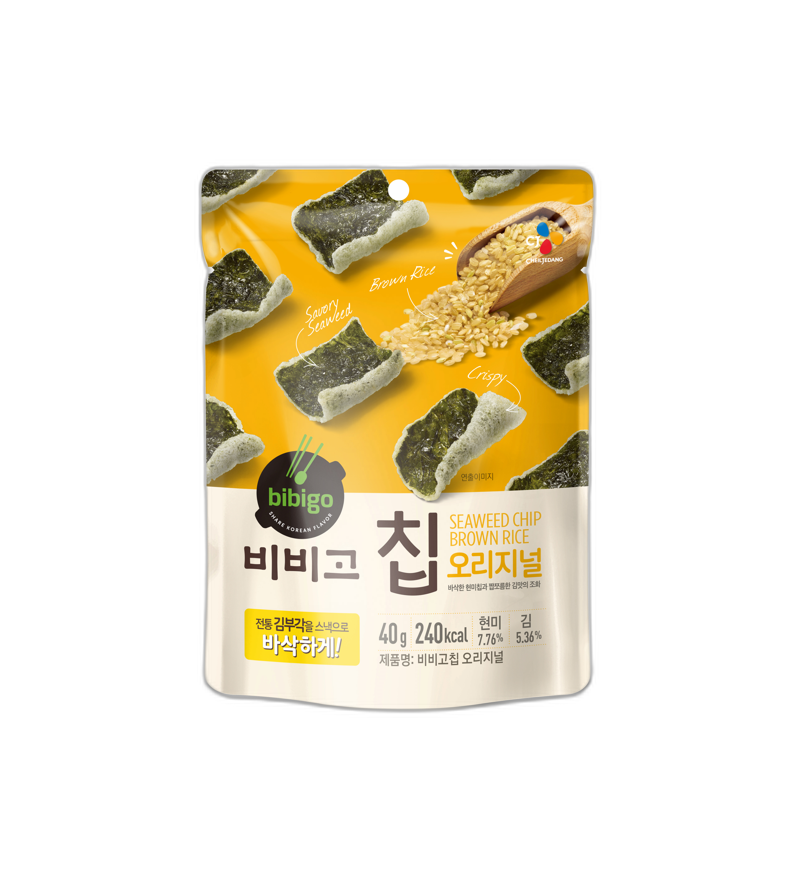 CJ
CHEILJEDANG
Brown Rice
Savory
Seaweed
Crispy
연출이미지
bibigo
SHARE KOREAN FLAVOR
비비고 칩
SEAWEED CHIP
BROWN RICE
오리지널
바삭한 현미칩과 짭쪼름한 김맛의 조화
전통 김부각을 스낵으로
바삭하게!
40g 240kcal 현미 7.76% 김 5.36%
제품명: 비비고칩 오리지널